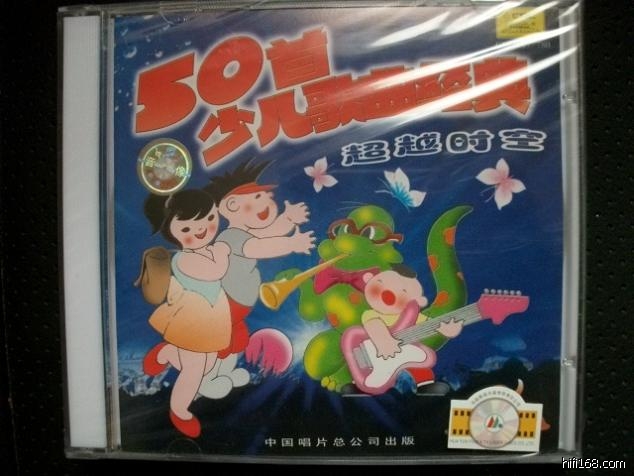 50首
少儿歌曲经典
超越时空
中国唱片总公司出版
hifi168.com